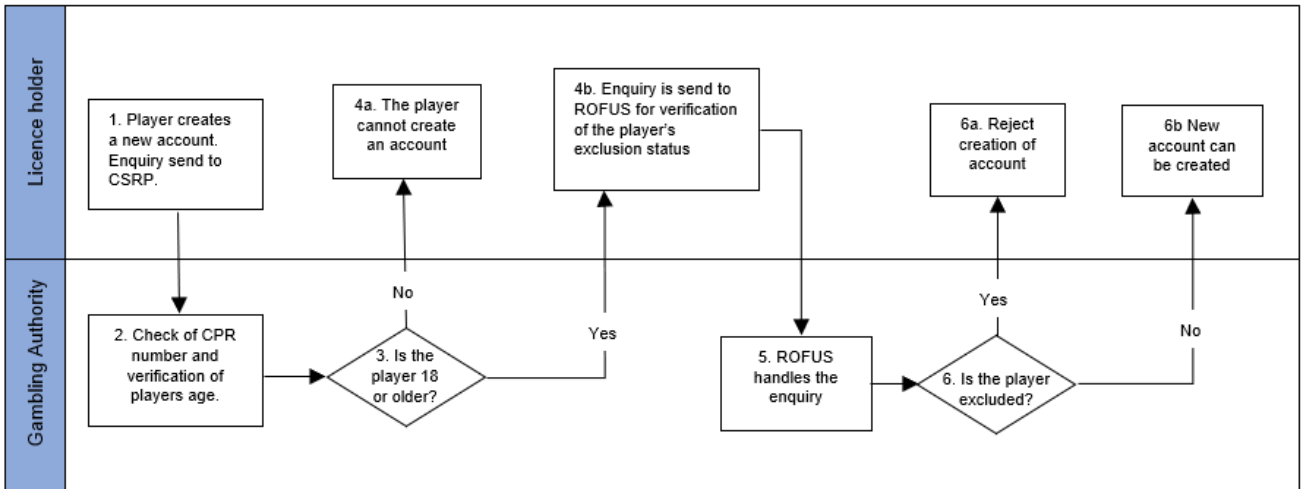 Licence holder
1. Player creates
a new account.
Enquiry send to
CSRP.
4a. The player
cannot create
an account
4b. Enquiry is send to
ROFUS for verification
of the player's
exclusion status
6a. Reject
creation of
account
6b New
account can
be created
Gambling Authority
2. Check of CPR
number and
verification of
players age.
3. Is the
player 18
or older?
No
Yes
5. ROFUS
handles the
enquiry
6. Is the player
excluded?
Yes
No